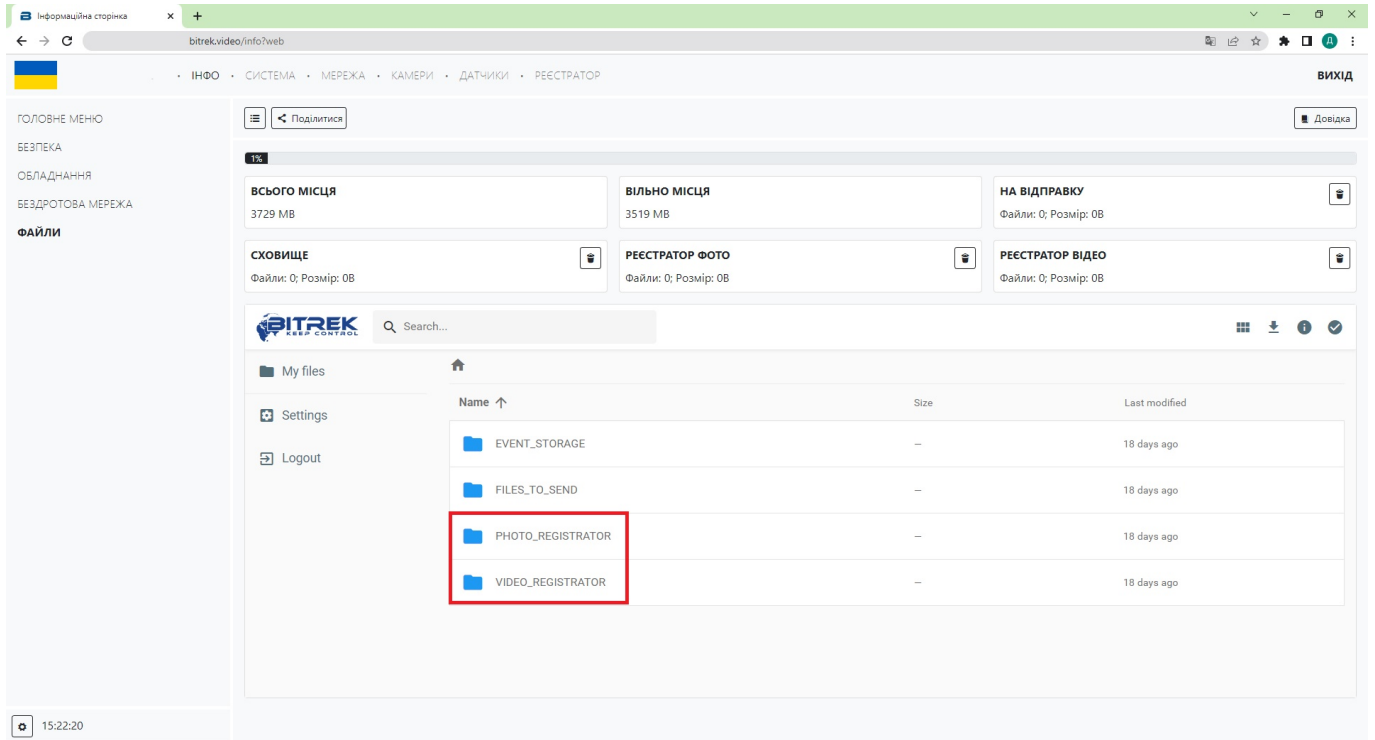 Інформаційна сторінка
bitrek.video/info?web
Д
· ІНФО · СИСТЕМА · МЕРЕЖА · КАМЕРИ · ДАТЧИКИ · РЕЄСТРАТОР
ВИХІД
ГОЛОВНЕ МЕНЮ
БЕЗПЕКА
ОБЛАДНАННЯ
БЕЗДРОТОВА МЕРЕЖА
ФАЙЛИ
Поділитися
Довідка
1%
ВСЬОГО МІСЦЯ
3729 MB
ВІЛЬНО МІСЦЯ
3519 MB
НА ВІДПРАВКУ
Файли: 0; Розмір: 0B
СХОВИЩЕ
Файли: 0; Розмір: 0B
РЕЄСТРАТОР ФОТО
Файли: 0; Розмір: 0B
РЕЄСТРАТОР ВІДЕО
Файли: 0; Розмір: 0B
BITREK
KEEP CONTROL
Search...
My files
Settings
Logout
Name Size Last modified
EVENT_STORAGE – 18 days ago
FILES_TO_SEND – 18 days ago
PHOTO_REGISTRATOR – 18 days ago
VIDEO_REGISTRATOR – 18 days ago
15:22:20